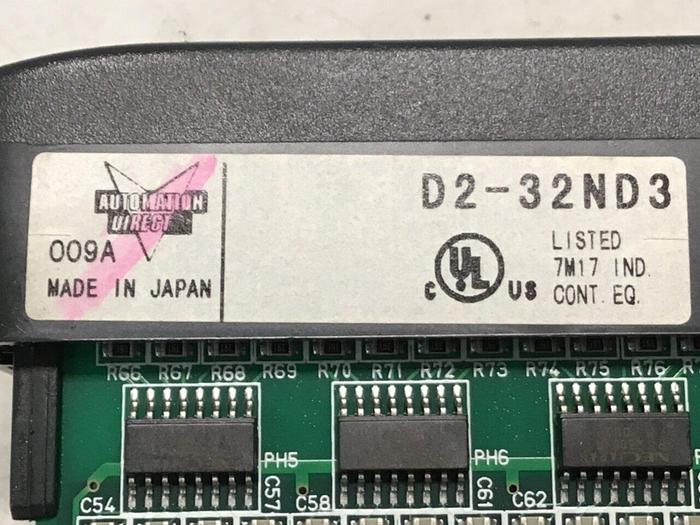 AUTOMATION
DIRECT
009A
MADE IN JAPAN
D2-32ND3
C UL US
LISTED
7M17 IND.
CONT. EQ.
R66 R67 R68 R69 R70 R71 R72 R73 R74 R75 R76
PH5
PH6
C54
C57
C58
C61
C62